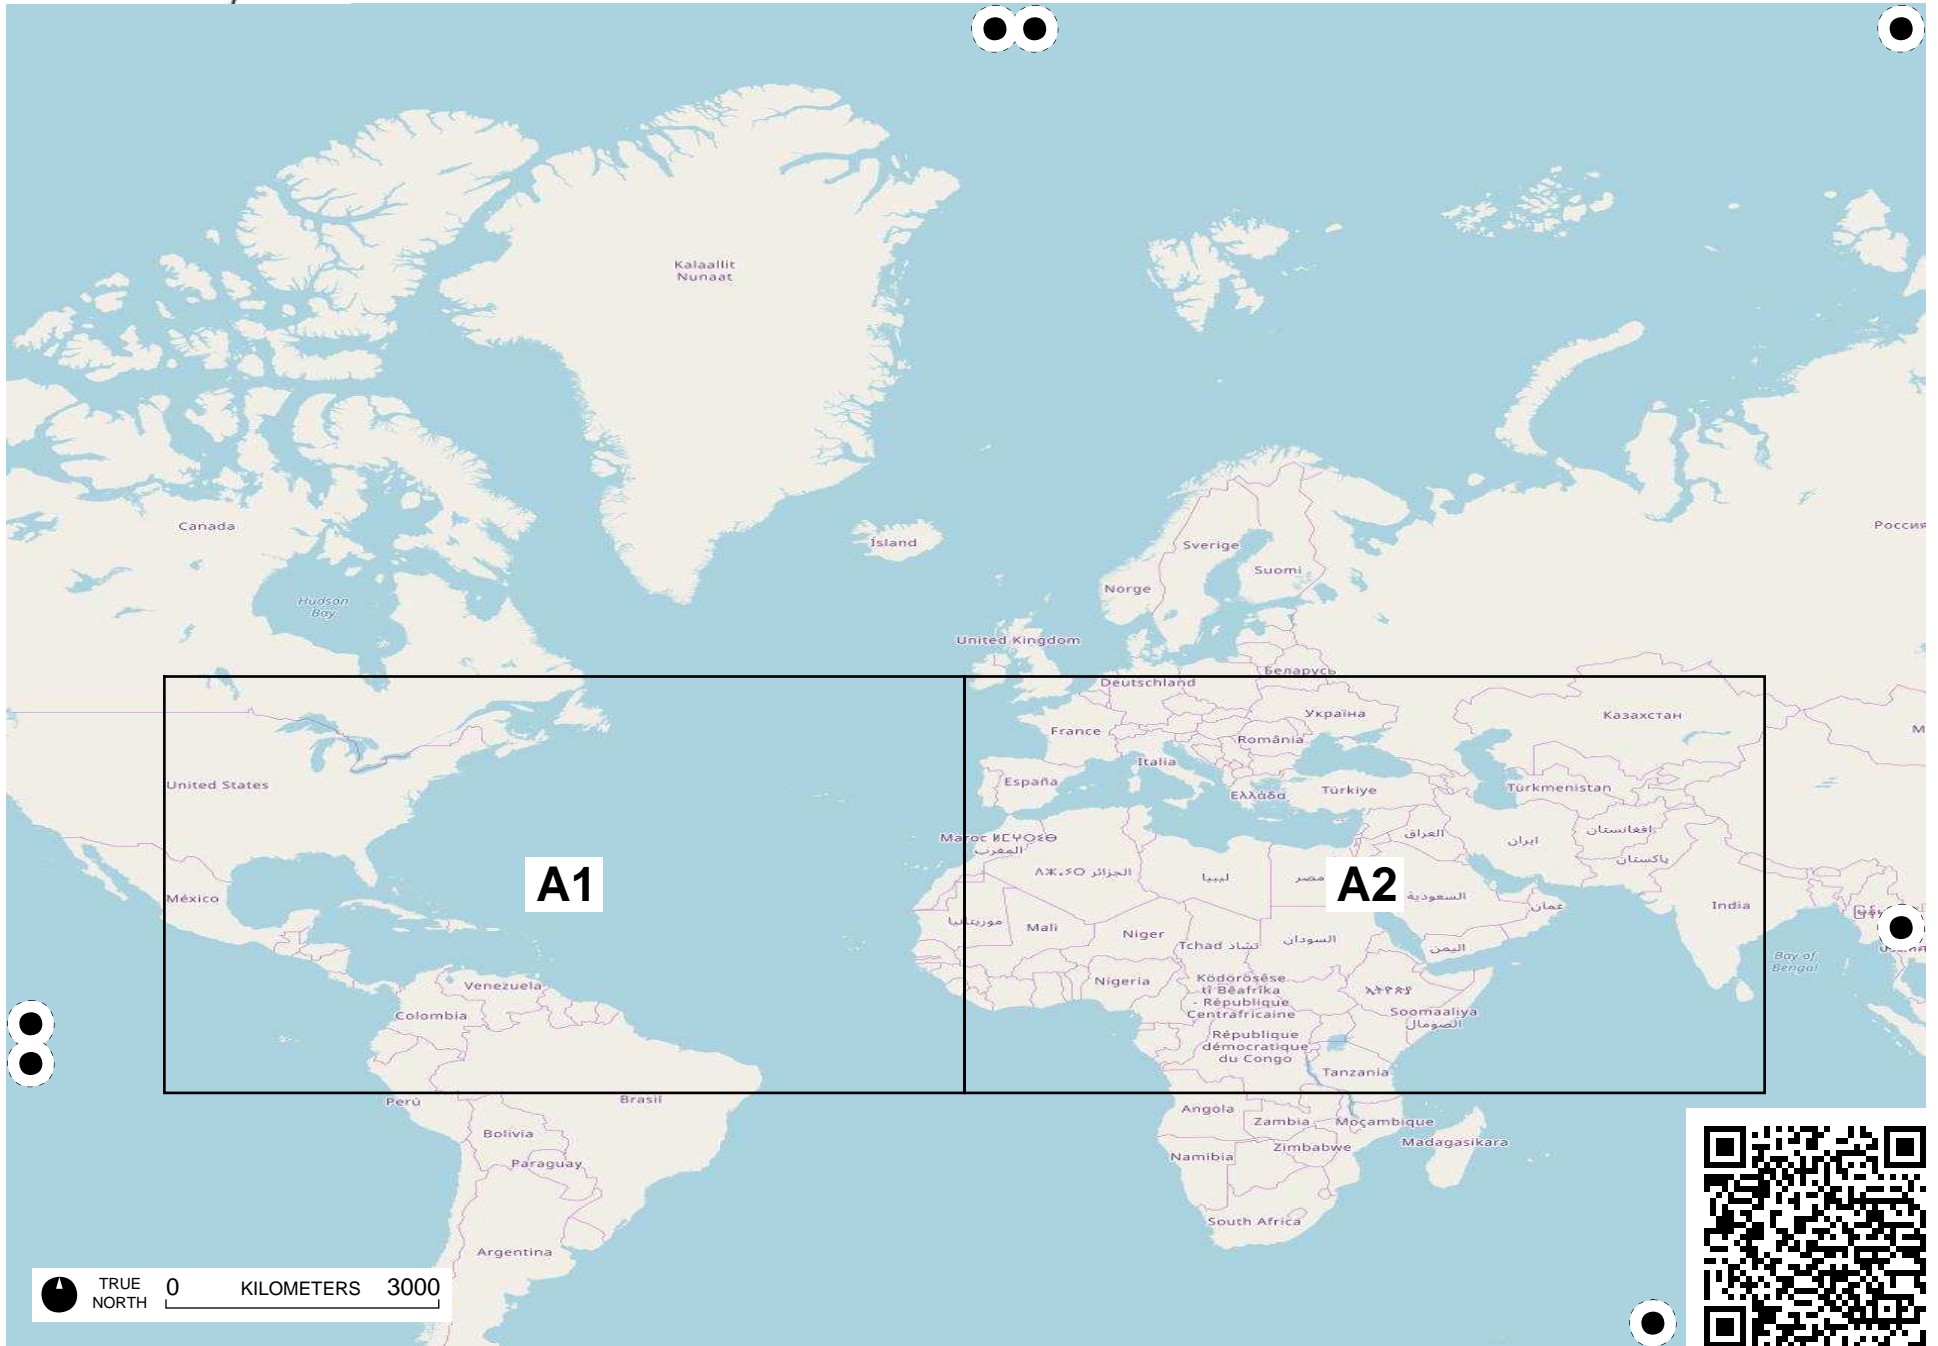 Kalaallit
Nunaat
Canada
Ísland
Россия
Sverige
Suomi
Norge
Hudson
Bay
United Kingdom
Беларусь
Deutschland
Україна
Казахстан
France
România
M
Italia
España
Ελλάδα
Türkiye
Türkmenistan
United States
العراق
افغانستان
ایران
پاکستان
Maroc ⵍⵎⵖⵔⵉⴱ
المغرب
الجزائر
ليبيا
مصر
السعودية
عمان
México
A1
A2
India
موريتانيا
Mali
Niger
Tchad تشاد
السودان
اليمن
Bay of
Bengal
Venezuela
Nigeria
Ködörösêse
tî Bêafrîka
- République
Centrafricaine
ኢትዮጵያ
Colombia
Soomaaliya
الصومال
République
démocratique
du Congo
Tanzania
Perú
Brasil
Angola
Zambia
Moçambique
Bolivia
Madagasikara
Zimbabwe
Paraguay
Namibia
South Africa
Argentina
TRUE
NORTH
0 KILOMETERS 3000